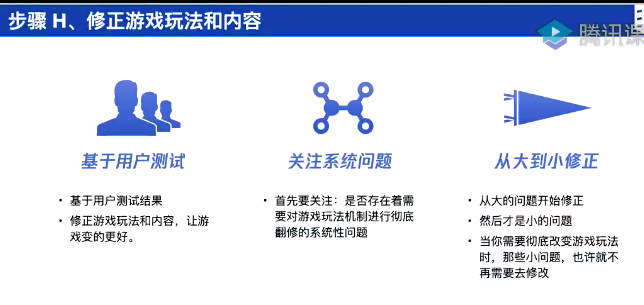 步骤 H、修正游戏玩法和内容
腾讯课
基于用户测试
• 基于用户测试结果
• 修正游戏玩法和内容，让游
戏变的更好。
关注系统问题
• 首先要关注：是否存在着需
要对游戏玩法机制进行彻底
翻修的系统性问题
从大到小修正
• 从大的问题开始修正
• 然后才是小的问题
• 当你需要彻底改变游戏玩法
时，那些小问题，也许就不
再需要去修改